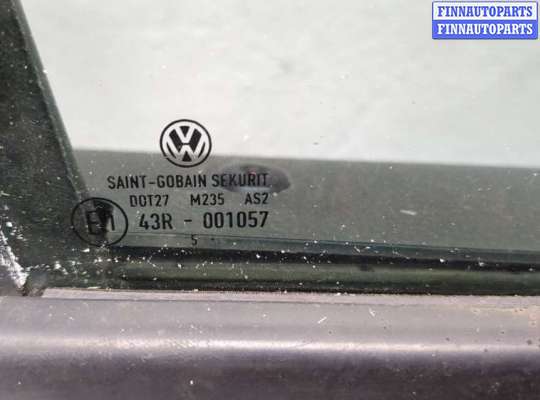 FINNAUTOPARTS
FINNAUTOPARTS
SAINT-GOBAIN SEKURIT
DOT27 M235 AS2
E1 43R - 001057
5